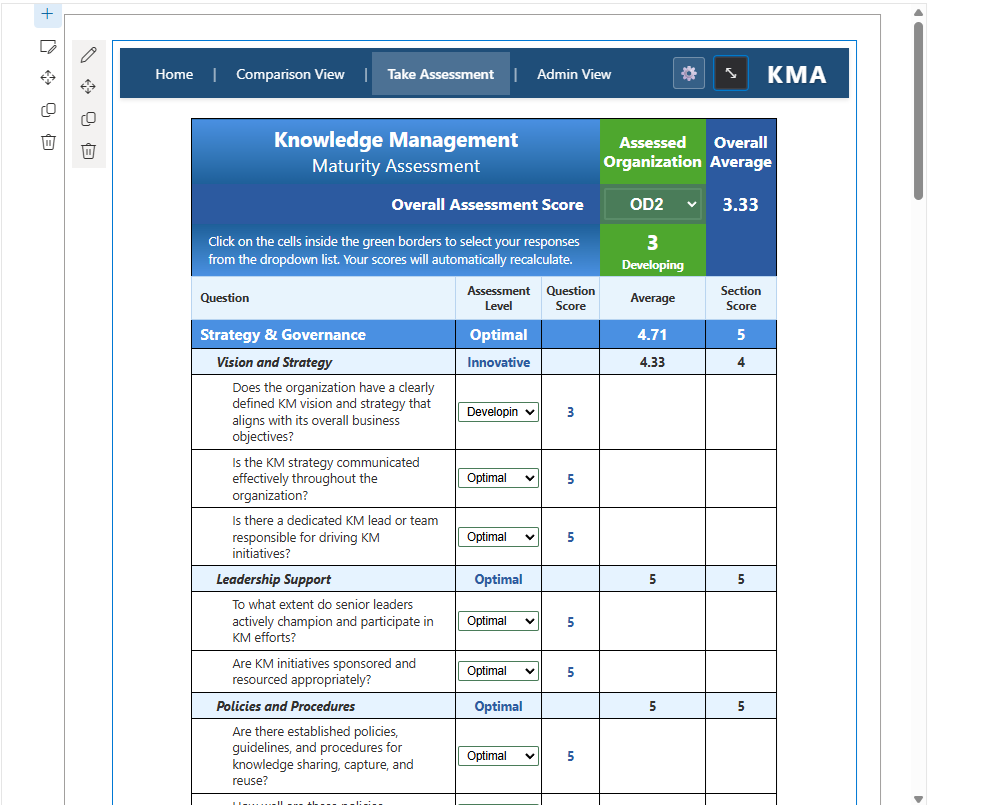 Home | Comparison View | Take Assessment | Admin View KMA
Knowledge Management
Maturity Assessment
Assessed
Organization
Overall
Average
Overall Assessment Score OD2 3.33
Click on the cells inside the green borders to select your responses
from the dropdown list. Your scores will automatically recalculate.
3
Developing
Question
Assessment
Level
Question
Score
Average
Section
Score
Strategy & Governance Optimal 4.71 5
Vision and Strategy Innovative 4.33 4
Does the organization have a clearly
defined KM vision and strategy that
aligns with its overall business
objectives?
Developin 3
Is the KM strategy communicated
effectively throughout the
organization?
Optimal 5
Is there a dedicated KM lead or team
responsible for driving KM
initiatives?
Optimal 5
Leadership Support Optimal 5 5
To what extent do senior leaders
actively champion and participate in
KM efforts?
Optimal 5
Are KM initiatives sponsored and
resourced appropriately?
Optimal 5
Policies and Procedures Optimal 5 5
Are there established policies,
guidelines, and procedures for
knowledge sharing, capture, and
reuse?
Optimal 5